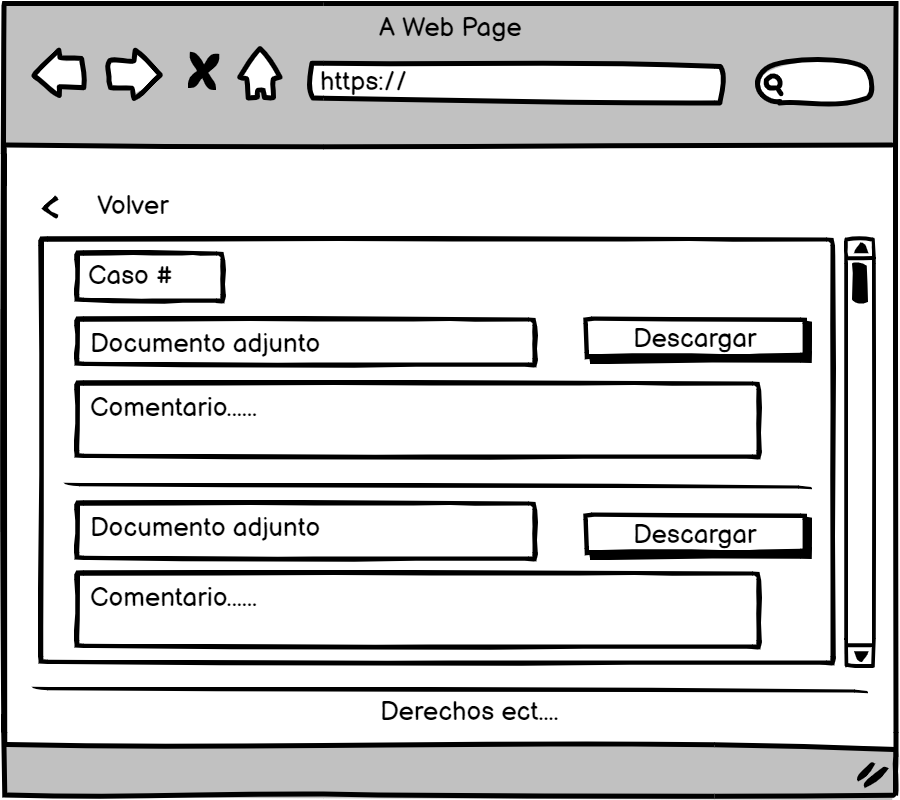 A Web Page
https://
< Volver
Caso #
Documento adjunto
Descargar
Comentario......
Documento adjunto
Descargar
Comentario......
Derechos ect....